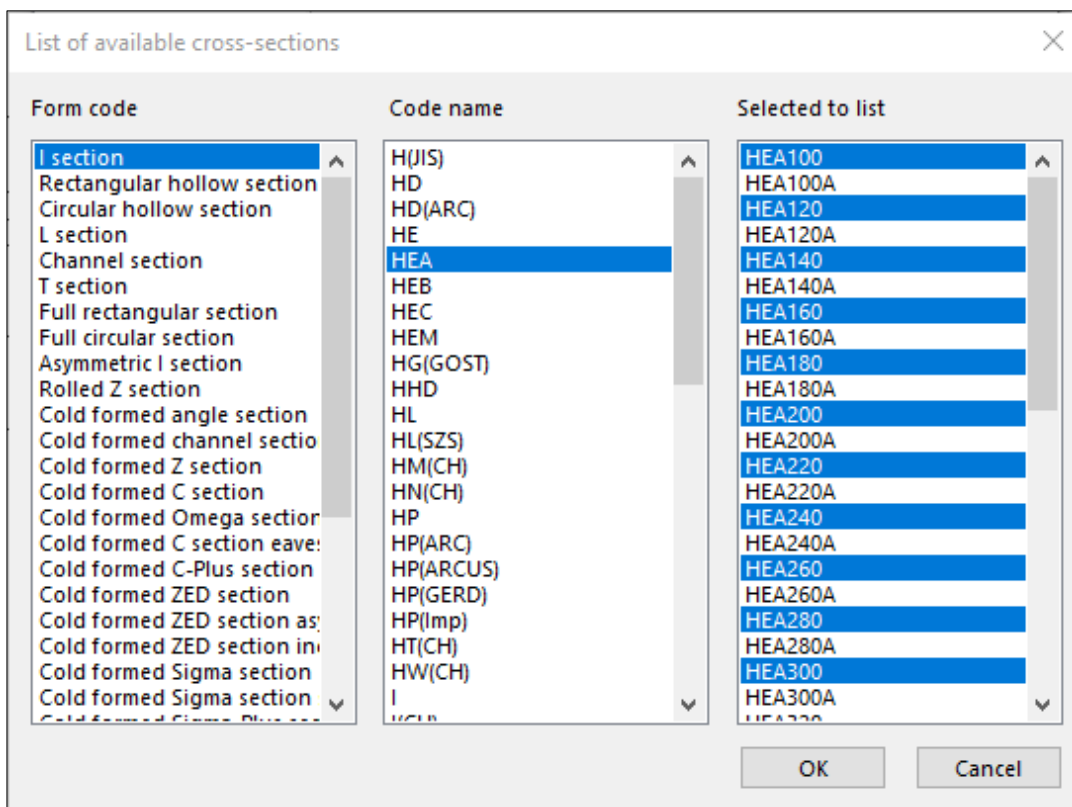 List of available cross-sections
Form code
I section
Rectangular hollow section
Circular hollow section
L section
Channel section
T section
Full rectangular section
Full circular section
Asymmetric I section
Rolled Z section
Cold formed angle section
Cold formed channel sectio
Cold formed Z section
Cold formed C section
Cold formed Omega section
Cold formed C section eave
Cold formed C-Plus section
Cold formed ZED section
Cold formed ZED section as
Cold formed ZED section in
Cold formed Sigma section
Cold formed Sigma section
Code name
H(JIS)
HD
HD(ARC)
HE
HEA
HEB
HEC
HEM
HG(GOST)
HHD
HL
HL(SZS)
HM(CH)
HN(CH)
HP
HP(ARC)
HP(ARCUS)
HP(GERD)
HP(Imp)
HT(CH)
HW(CH)
I
Selected to list
HEA100
HEA100A
HEA120
HEA120A
HEA140
HEA140A
HEA160
HEA160A
HEA180
HEA180A
HEA200
HEA200A
HEA220
HEA220A
HEA240
HEA240A
HEA260
HEA260A
HEA280
HEA280A
HEA300
HEA300A
OK
Cancel